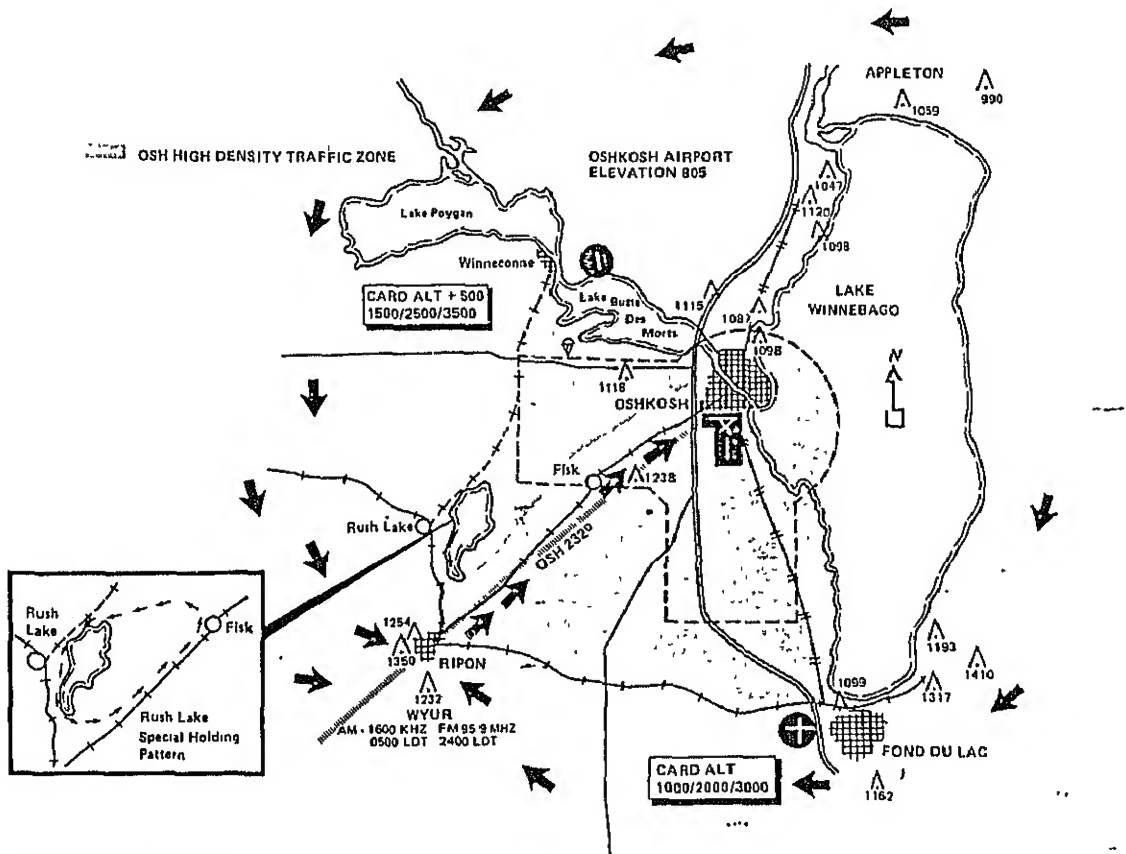 APPLETON
990
1059
OSH HIGH DENSITY TRAFFIC ZONE
OSHKOSH AIRPORT
ELEVATION 805
1047
1120
1098
Lake Poygan
Winneconne
CARD ALT + 500
1500/2500/3500
Lake Butte
Des
Morts
1115
1087
1098
LAKE
WINNEBAGO
N
1118
OSHKOSH
Fisk
1238
Rush Lake
OSH 232°
Rush
Lake
Fisk
Rush Lake
Special Holding
Pattern
1254
1350
RIPON
1232
WYUR
AM - 1600 KHZ FM 95.9 MHZ
0500 LDT 2400 LDT
1193
1410
1317
1099
FOND DU LAC
CARD ALT
1000/2000/3000
1162